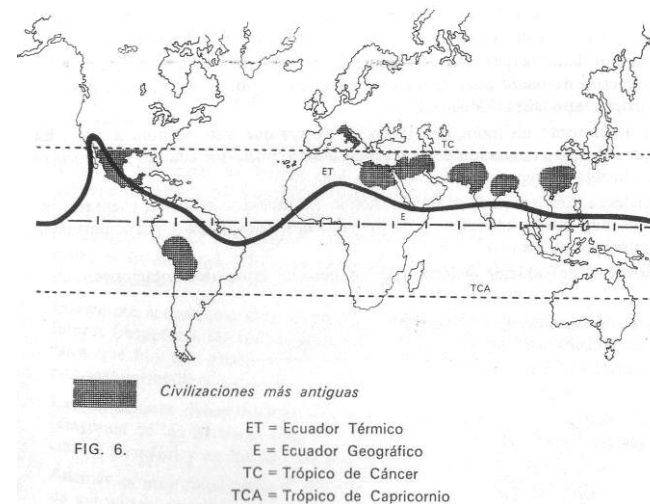 TC
ET
E
TCA
Civilizaciones más antiguas
ET = Ecuador Térmico
FIG. 6.
E = Ecuador Geográfico
TC = Trópico de Cáncer
TCA = Trópico de Capricornio